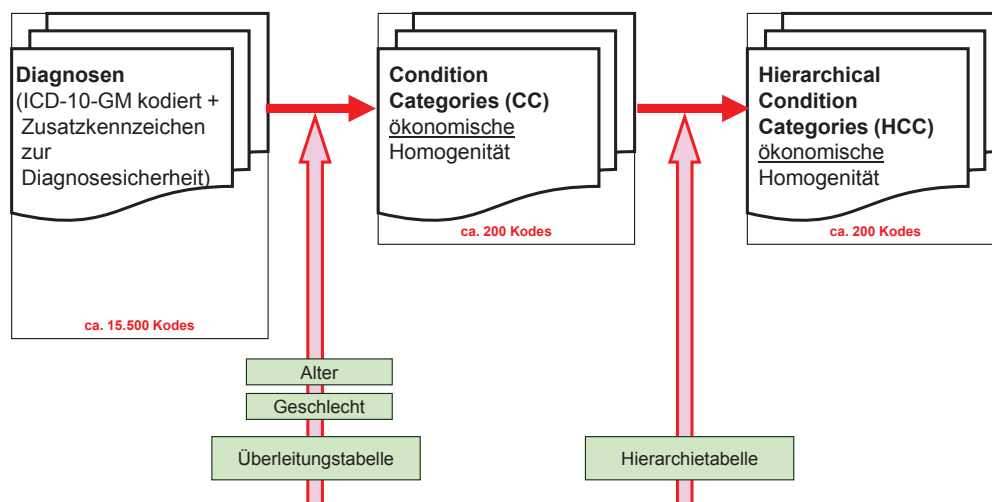 Diagnosen
(ICD-10-GM kodiert +
Zusatzkennzeichen
zur
Diagnosesicherheit)
ca. 15.500 Kodes
Condition
Categories (CC)
ökonomische
Homogenität
ca. 200 Kodes
Hierarchical
Condition
Categories (HCC)
ökonomische
Homogenität
ca. 200 Kodes
Alter
Geschlecht
Überleitungstabelle
Hierarchietabelle